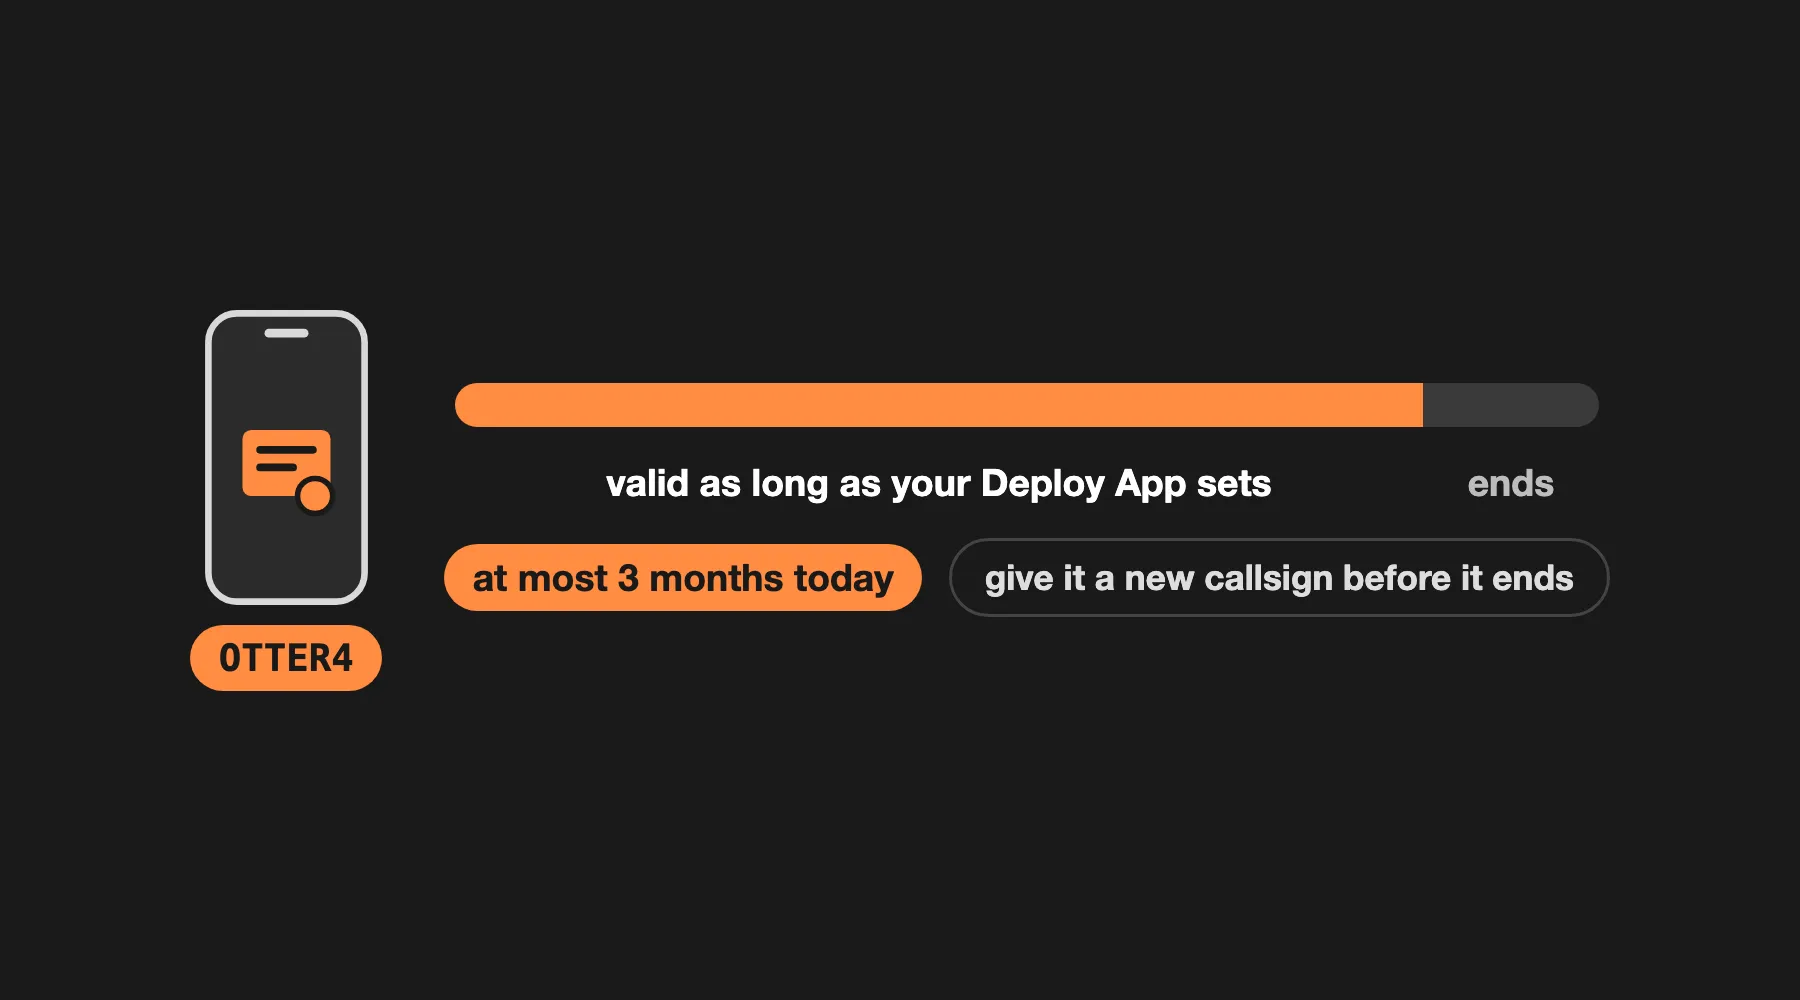 valid as long as your Deploy App sets
ends
at most 3 months today
give it a new callsign before it ends
OTTER4